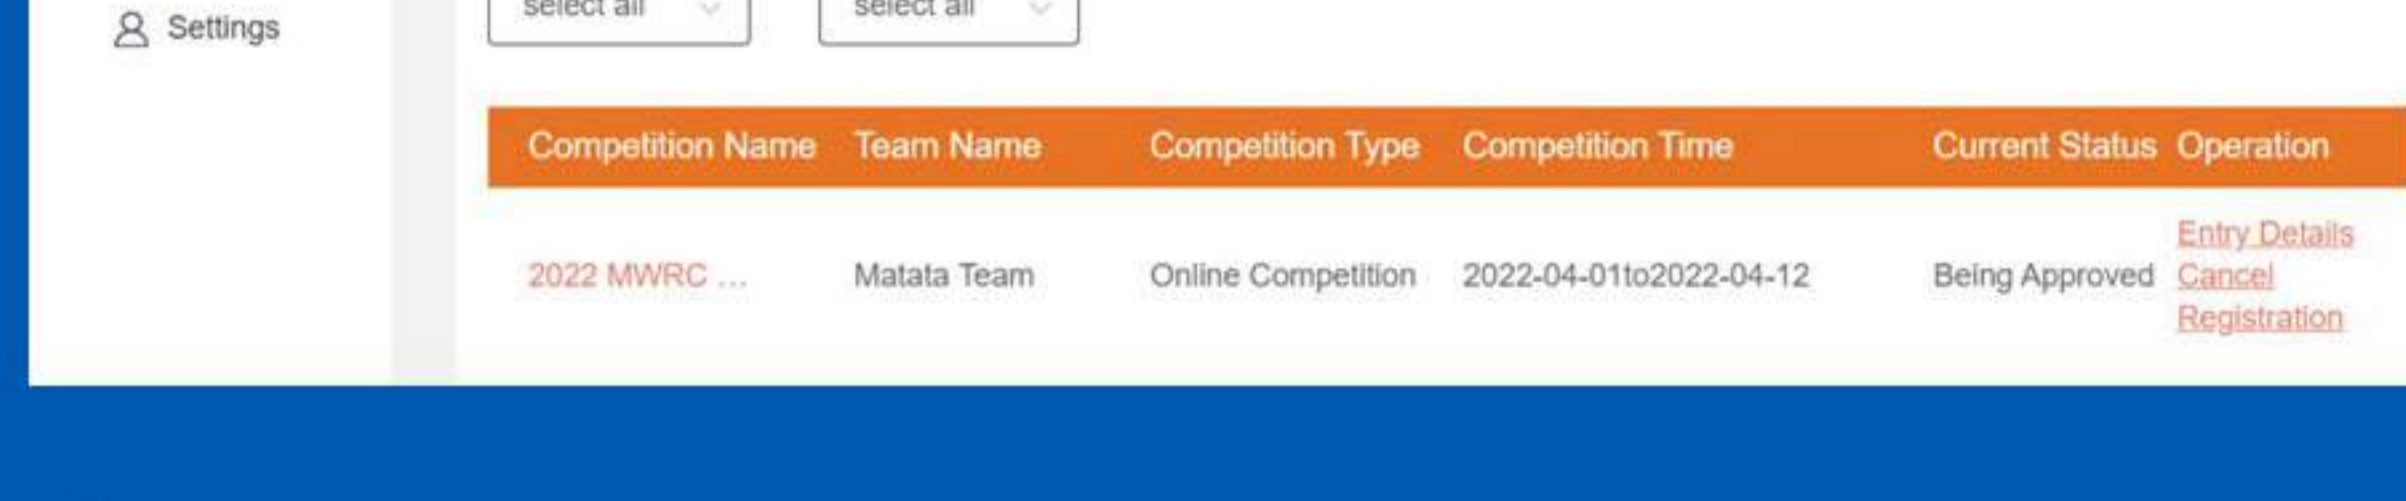 select all select all
Settings
Competition Name Team Name Competition Type Competition Time Current Status Operation
Entry Details
2022 MWRC ... Matata Team Online Competition 2022-04-01to2022-04-12 Being Approved Cancel
Registration